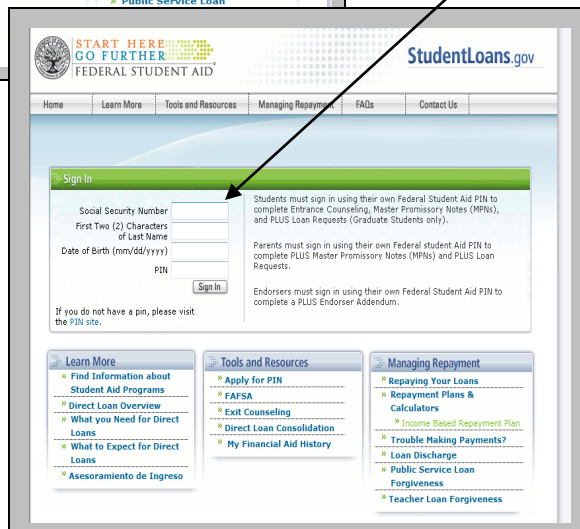 » Public Service Loan
START HERE
GO FURTHER
FEDERAL STUDENT AID
StudentLoans.gov
Home Learn More Tools and Resources Managing Repayment FAQs Contact Us
Sign In
Social Security Number
First Two (2) Characters
of Last Name
Date of Birth (mm/dd/yyyy)
PIN
Sign In
If you do not have a pin, please visit
the PIN site.
Students must sign in using their own Federal Student Aid PIN to
complete Entrance Counseling, Master Promissory Notes (MPNs),
and PLUS Loan Requests (Graduate Students only).
Parents must sign in using their own Federal student Aid PIN to
complete PLUS Master Promissory Notes (MPNs) and PLUS Loan
Requests.
Endorsers must sign in using their own Federal Student Aid PIN to
complete a PLUS Endorser Addendum.
Learn More
» Find Information about
Student Aid Programs
» Direct Loan Overview
» What you Need for Direct
Loans
» What to Expect for Direct
Loans
» Asesoramiento de Ingreso
Tools and Resources
» Apply for PIN
» FAFSA
» Exit Counseling
» Direct Loan Consolidation
» My Financial Aid History
Managing Repayment
» Repaying Your Loans
» Repayment Plans &
Calculators
» Income Based Repayment Plan
» Trouble Making Payments?
» Loan Discharge
» Public Service Loan
Forgiveness
» Teacher Loan Forgiveness